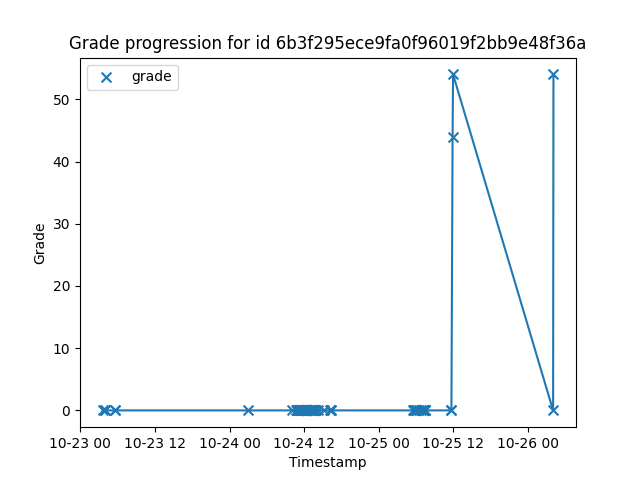 Grade progression for id 6b3f295ece9fa0f96019f2bb9e48f36a
grade
50
40
30
20
10
0
Grade
10-23 00 10-23 12 10-24 00 10-24 12 10-25 00 10-25 12 10-26 00
Timestamp